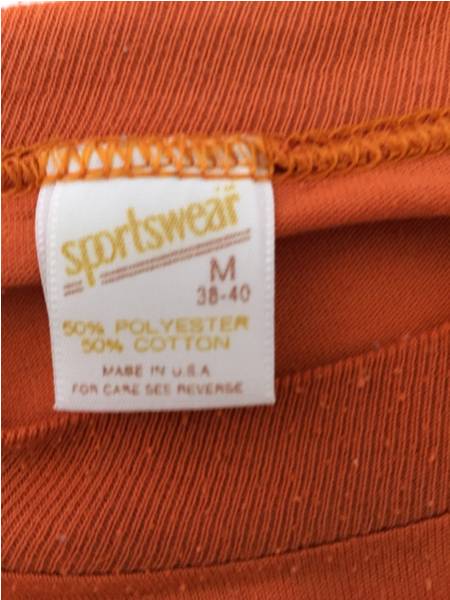 sportswear
M
38-40
50% POLYESTER
50% COTTON
MADE IN U.S.A
FOR CARE SEE REVERSE